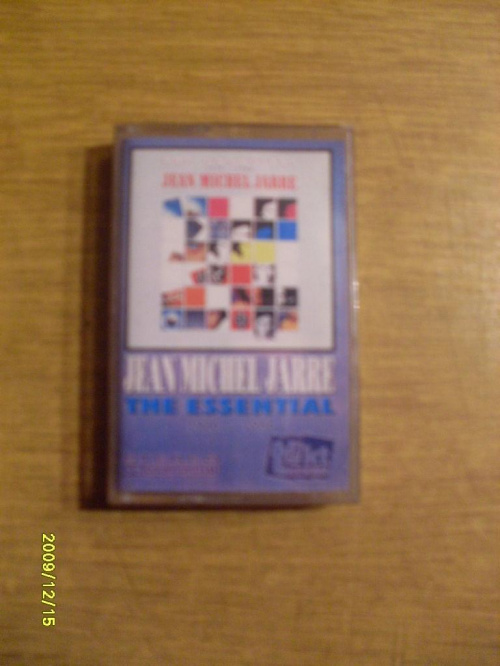 JEAN MICHEL JARRE
JEAN MICHEL JARRE
THE ESSENTIAL
2009/12/15